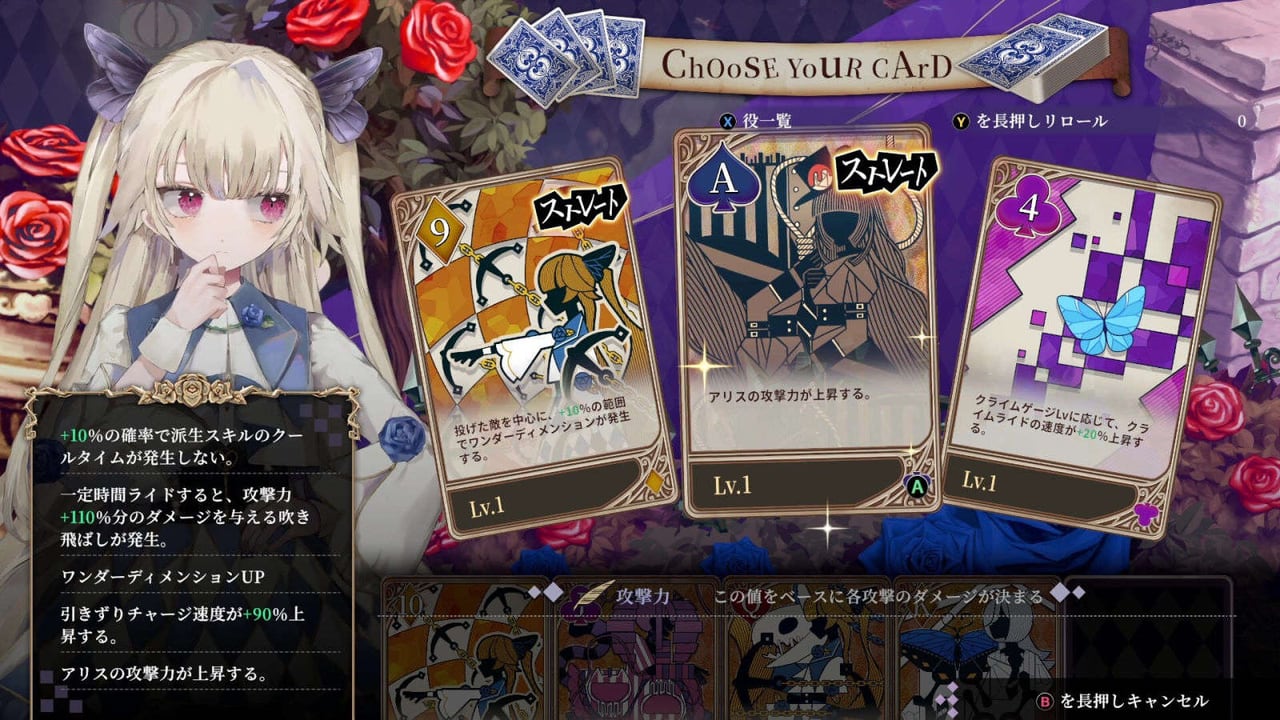 CHOOSE YOUR CARD
X 役一覧
Y を長押しリロール
0
9
ストレート
投げた敵を中心に、+10%の範囲
でワンダーディメンションが発生
する。
Lv.1
A
ストレート
アリスの攻撃力が上昇する。
Lv.1
A
4
クライムゲージLvに応じて、クラ
イムライドの速度が+20%上昇す
る。
Lv.1
+10%の確率で派生スキルのクー
ルタイムが発生しない。
一定時間ライドすると、攻撃力
+110%分のダメージを与える吹き
飛ばしが発生。
ワンダーディメンションUP
引きずりチャージ速度が+90%上
昇する。
アリスの攻撃力が上昇する。
10
攻撃力 この値をベースに各攻撃のダメージが決まる
B を長押しキャンセル